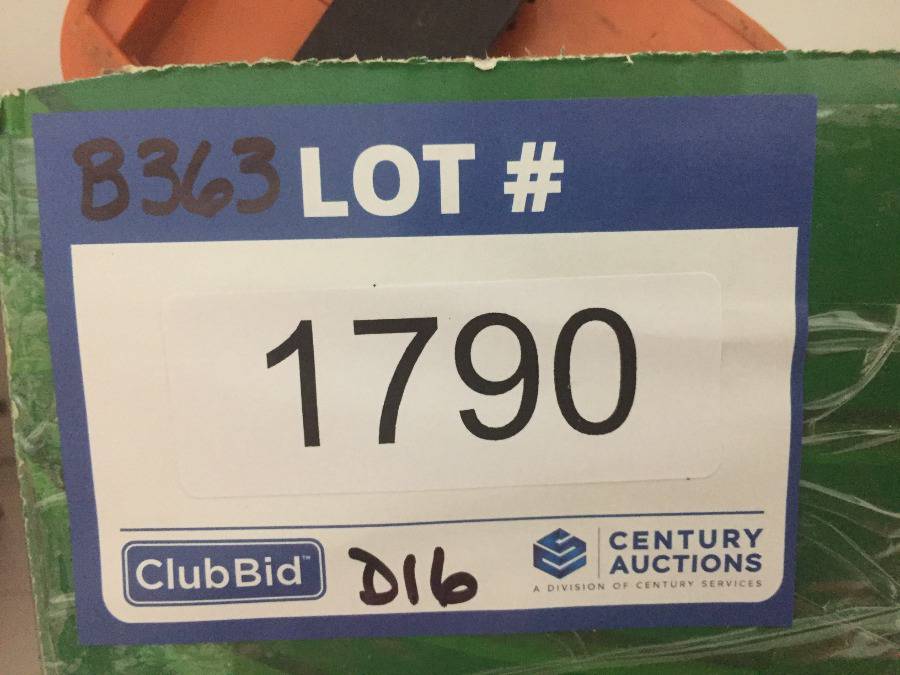 B363 LOT #
1790
ClubBid™ D16 CENTURY AUCTIONS
A DIVISION OF CENTURY SERVICES